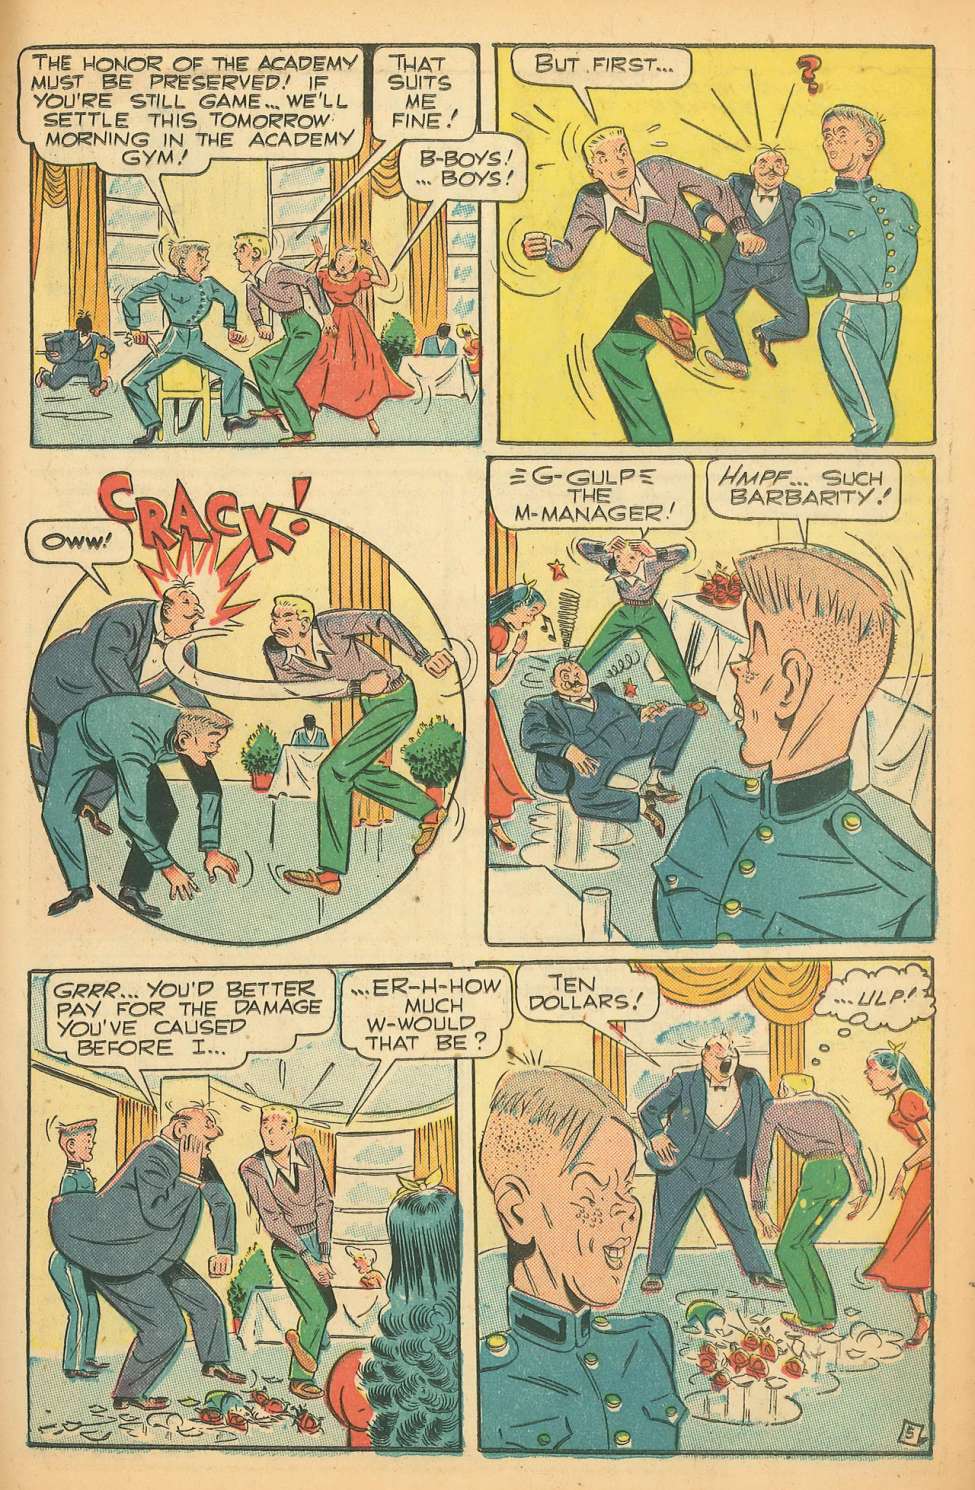 THE HONOR OF THE ACADEMY
MUST BE PRESERVED! IF
YOU'RE STILL GAME... WE'LL
SETTLE THIS TOMORROW
MORNING IN THE ACADEMY
GYM!
THAT
SUITS
ME
FINE!
B-BOYS!
... BOYS!
BUT FIRST...
?
CRACK!
OWW!
G-GULP
THE
M-MANAGER!
HMPF... SUCH
BARBARITY!
GRRR... YOU'D BETTER
PAY FOR THE DAMAGE
YOU'VE CAUSED
BEFORE I...
...ER-H-HOW
MUCH
W-WOULD
THAT BE?
TEN
DOLLARS!
...ULP!
5